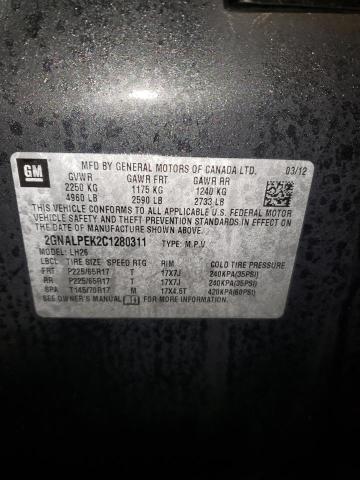 GM
MFD BY GENERAL MOTORS OF CANADA LTD. 03/12
GVWR GAWR FRT GAWR RR
2250 KG 1175 KG 1240 KG
4960 LB 2590 LB 2733 LB
THIS VEHICLE CONFORMS TO ALL APPLICABLE U.S. FEDERAL MOTOR
VEHICLE SAFETY AND THEFT PREVENTION STANDARDS IN EFFECT ON
THE DATE OF MANUFACTURE SHOWN ABOVE.
2GNALPEK2C1280311 TYPE: M.P.V.
MODEL: LH26
LBCL TIRE SIZE SPEED RTG RIM COLD TIRE PRESSURE
FRT P225/65R17 T 17X7J 240KPA(35PSI)
RR P225/65R17 T 17X7J 240KPA(35PSI)
SPA T145/70R17 M 17X4.5T 420KPA(60PSI)
SEE OWNER'S MANUAL FOR ADDITIONAL INFORMATION.